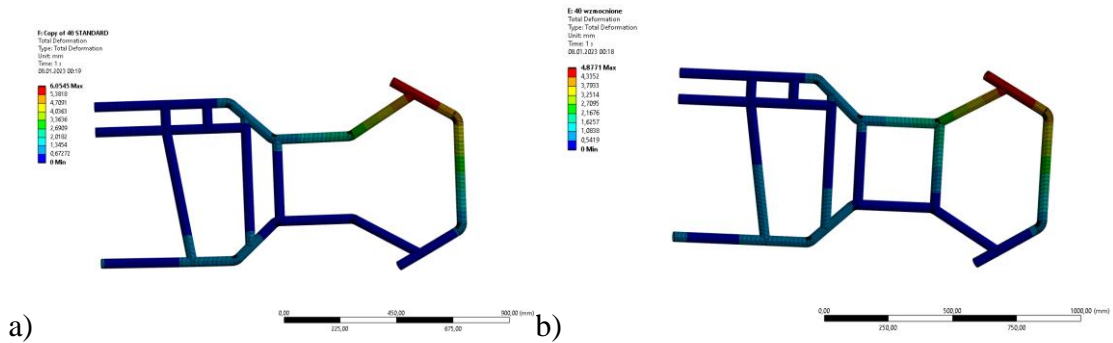 F: Copy of 40 STANDARD
Total Deformation
Type: Total Deformation
Unit: mm
Time: 1 s
08.01.2023 00:19
6,0545 Max
5,3818
4,7091
4,0363
3,3636
2,6909
2,0182
1,3454
0,67272
0 Min
0,00 450,00 900,00 (mm)
225,00 675,00
a)
E: 40 wzmocnione
Total Deformation
Type: Total Deformation
Unit: mm
Time: 1 s
08.01.2023 00:18
4,8771 Max
4,3352
3,7933
3,2514
2,7095
2,1676
1,6257
1,0838
0,5419
0 Min
0,00 500,00 1000,00 (mm)
250,00 750,00
b)